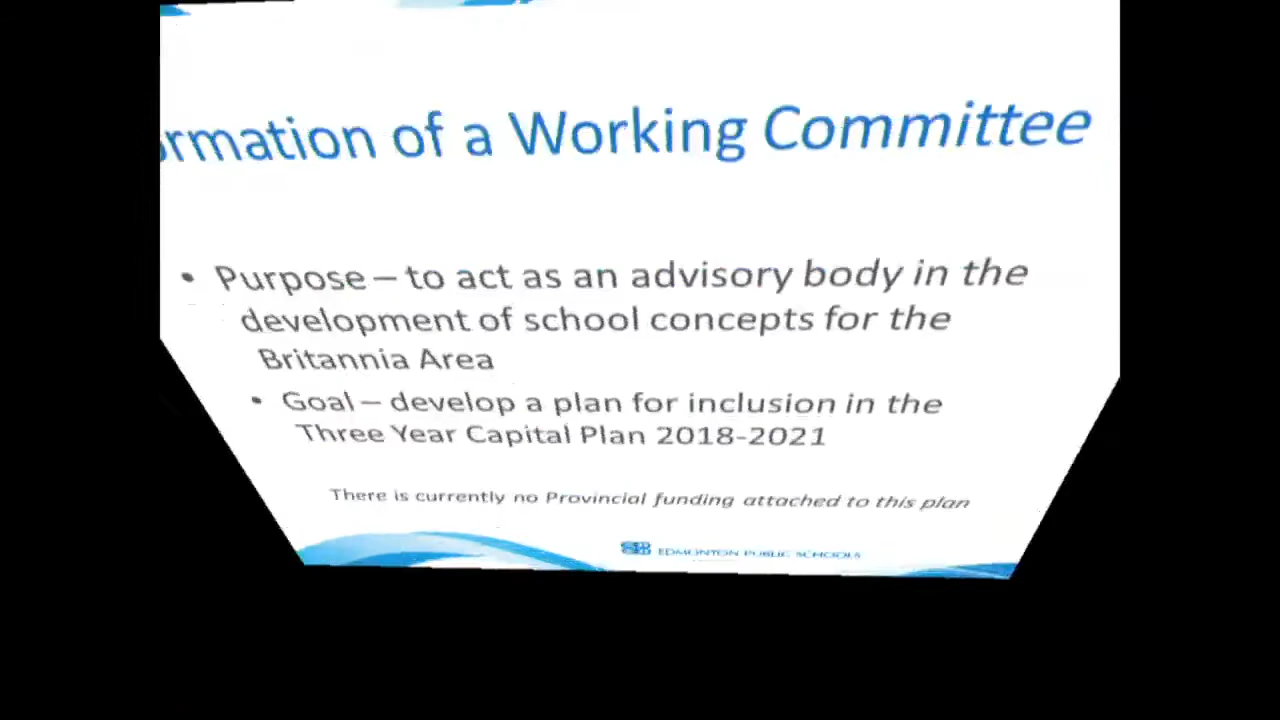 ormation of a Working Committee
• Purpose – to act as an advisory body in the
development of school concepts for the
Britannia Area
• Goal – develop a plan for inclusion in the
Three Year Capital Plan 2018-2021
There is currently no Provincial funding attached to this plan
EDMONTON PUBLIC SCHOOLS